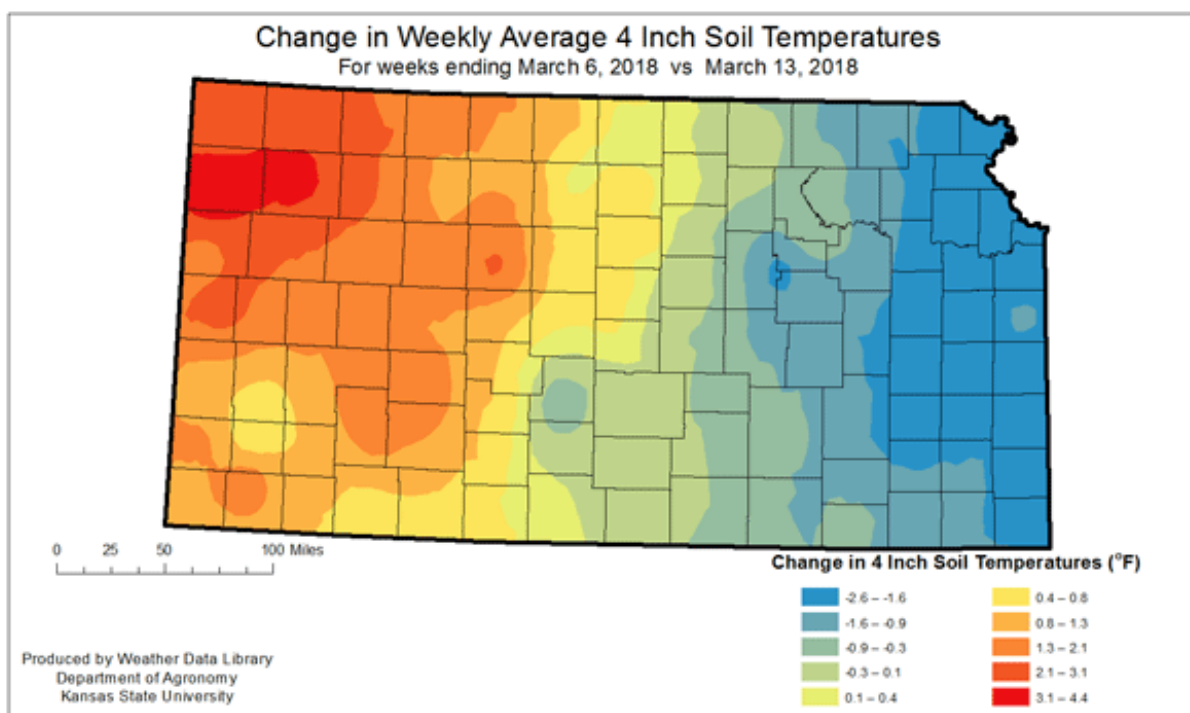 Change in Weekly Average 4 Inch Soil Temperatures
For weeks ending March 6, 2018 vs March 13, 2018
0 25 50 100 Miles
Change in 4 Inch Soil Temperatures (°F)
-2.6 – -1.6
-1.6 – -0.9
-0.9 – -0.3
-0.3 – 0.1
0.1 – 0.4
0.4 – 0.8
0.8 – 1.3
1.3 – 2.1
2.1 – 3.1
3.1 – 4.4
Produced by Weather Data Library
Department of Agronomy
Kansas State University